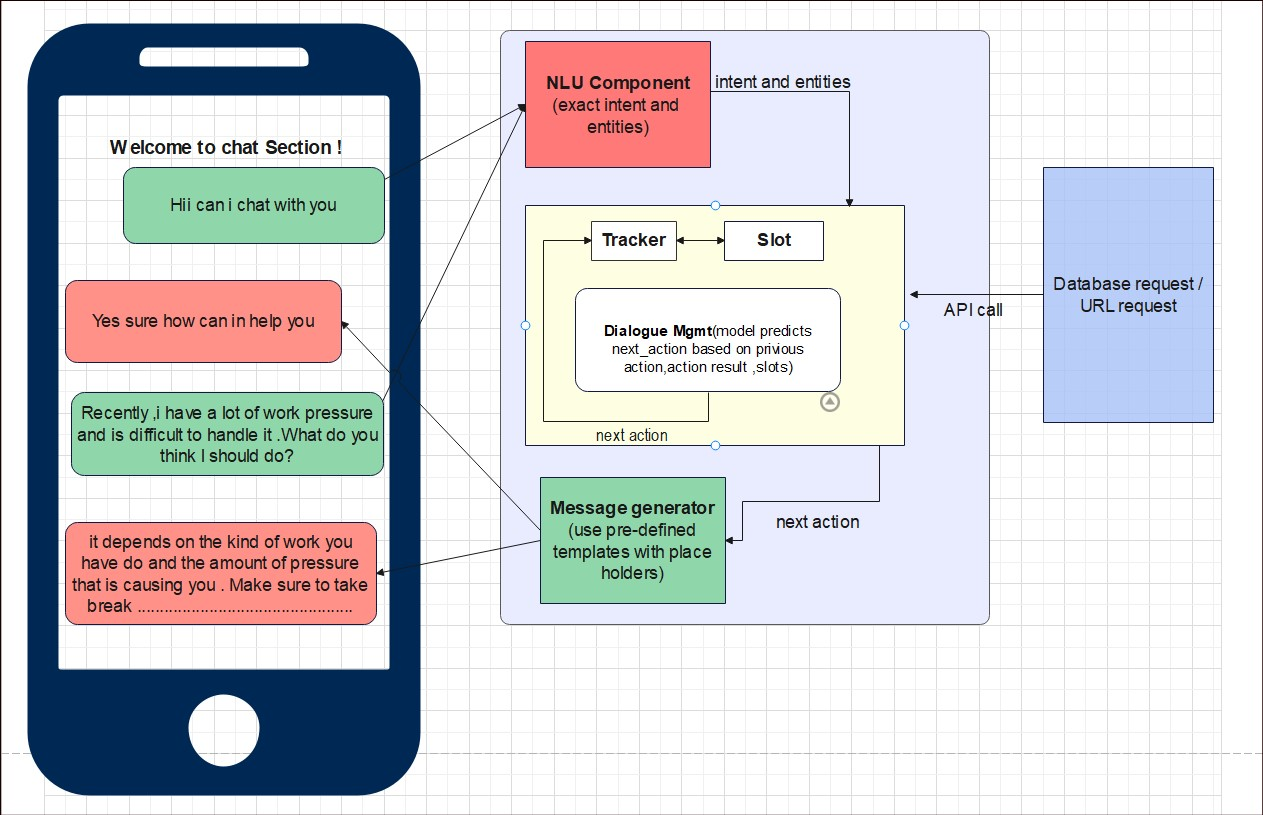 Welcome to chat Section !
Hii can i chat with you
Yes sure how can in help you
Recently ,i have a lot of work pressure
and is difficult to handle it .What do you
think I should do?
it depends on the kind of work you
have do and the amount of pressure
that is causing you . Make sure to take
break ................................................
NLU Component
(exact intent and
entities)
intent and entities
Tracker
Slot
Dialogue Mgmt(model predicts
next_action based on privious
action,action result ,slots)
next action
Message generator
(use pre-defined
templates with place
holders)
next action
API call
Database request /
URL request